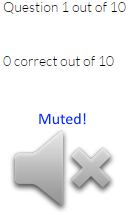 Question 1 out of 10
0 correct out of 10
Muted!